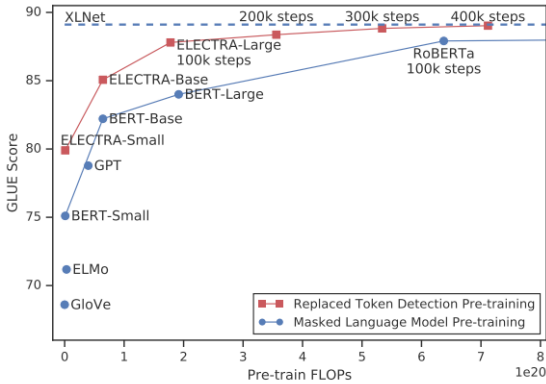 XLNet
200k steps
300k steps
400k steps
ELECTRA-Large
100k steps
RoBERTa
100k steps
ELECTRA-Base
BERT-Large
BERT-Base
ELECTRA-Small
GPT
BERT-Small
ELMo
GloVe
Replaced Token Detection Pre-training
Masked Language Model Pre-training
GLUE Score
90
85
80
75
70
0 1 2 3 4 5 6 7 8
1e20
Pre-train FLOPs